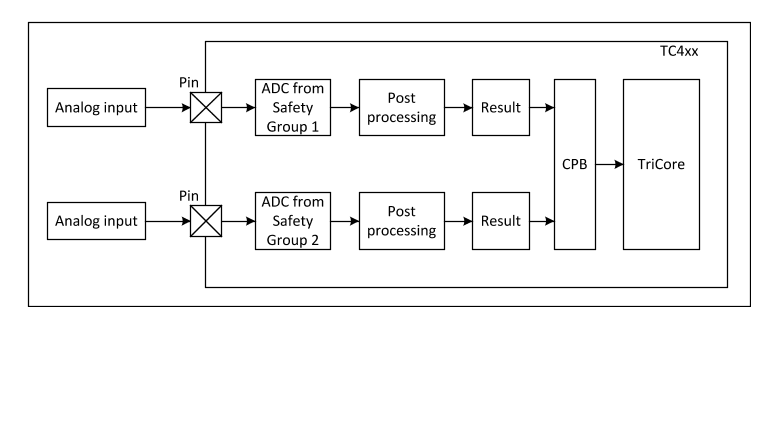 TC4xx
Pin
Analog input
ADC from
Safety
Group 1
Post
processing
Result
CPB
TriCore
Pin
Analog input
ADC from
Safety
Group 2
Post
processing
Result